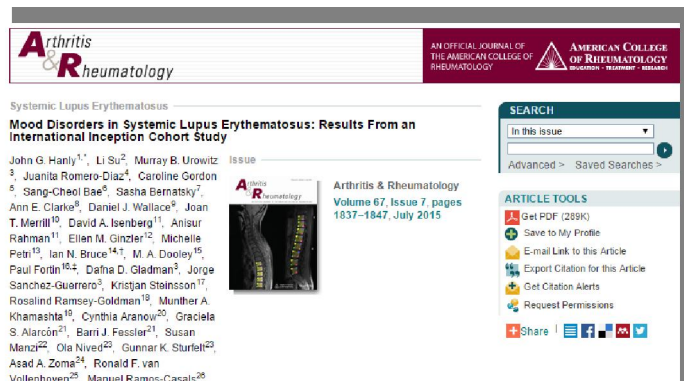 Arthritis
& Rheumatology
AN OFFICIAL JOURNAL OF
THE AMERICAN COLLEGE OF
RHEUMATOLOGY
AMERICAN COLLEGE
OF RHEUMATOLOGY
EDUCATION · TREATMENT · RESEARCH
Systemic Lupus Erythematosus
Mood Disorders in Systemic Lupus Erythematosus: Results From an
International Inception Cohort Study
John G. Hanly1,*, Li Su2, Murray B. Urowitz
3, Juanita Romero-Diaz4, Caroline Gordon
5, Sang-Cheol Bae6, Sasha Bernatsky7,
Ann E. Clarke8, Daniel J. Wallace9, Joan
T. Merrill10, David A. Isenberg11, Anisur
Rahman11, Ellen M. Ginzler12, Michelle
Petri13, Ian N. Bruce14,†, M. A. Dooley15,
Paul Fortin16,‡, Dafna D. Gladman3, Jorge
Sanchez-Guerrero3, Kristjan Steinsson17,
Rosalind Ramsey-Goldman18, Munther A.
Khamashta19, Cynthia Aranow20, Graciela
S. Alarcón21, Barri J. Fessler21, Susan
Manzi22, Ola Nived23, Gunnar K. Sturfelt23,
Asad A. Zoma24, Ronald F. van
Vollenhoven25, Manuel Ramos-Casals26
Issue
Arthritis
& Rheumatology
Arthritis & Rheumatology
Volume 67, Issue 7, pages
1837–1847, July 2015
SEARCH
In this issue
Advanced > Saved Searches >
ARTICLE TOOLS
Get PDF (289K)
Save to My Profile
E-mail Link to this Article
Export Citation for this Article
Get Citation Alerts
Request Permissions
Share